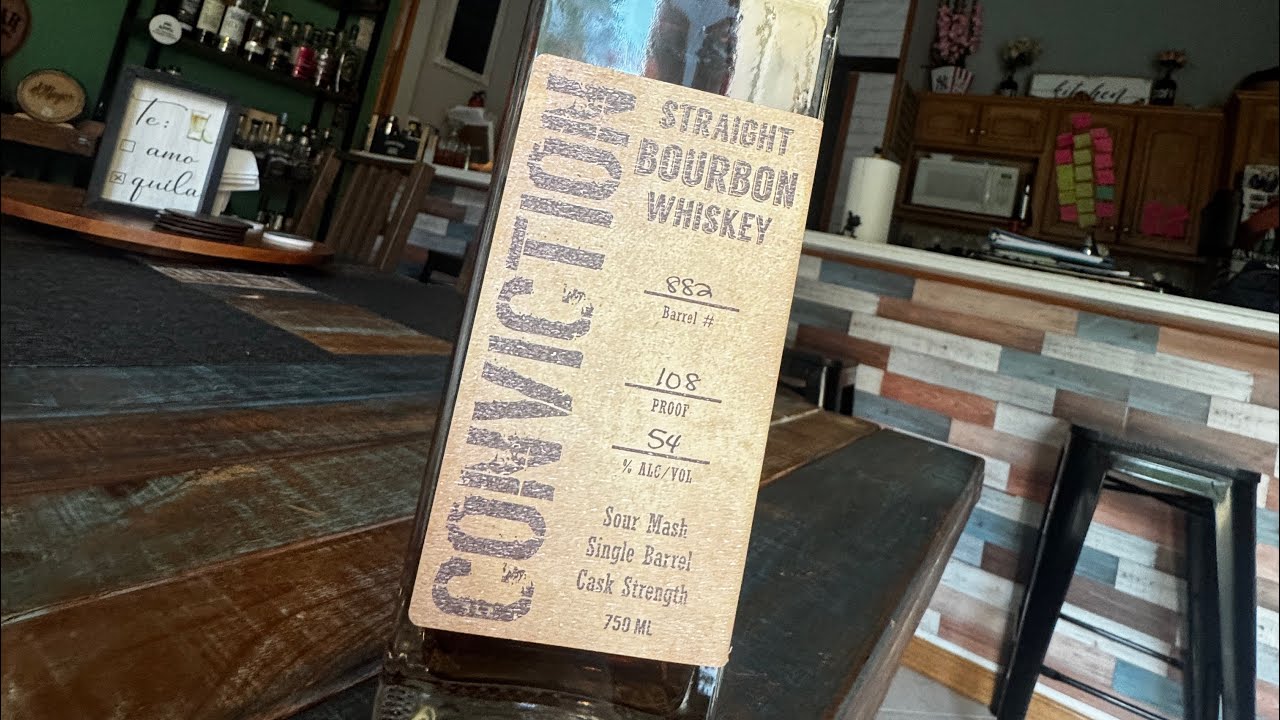 CONVICTION
STRAIGHT
BOURBON
WHISKEY
882
Barrel #
108
PROOF
54
% ALC/VOL
Sour Mash
Single Barrel
Cask Strength
750 ML
Te:
amo
quila
kitchen